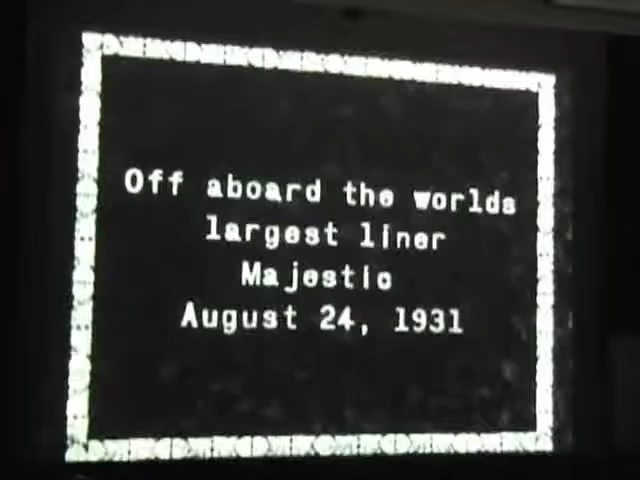 Off aboard the worlds
largest liner
Majestic
August 24, 1931